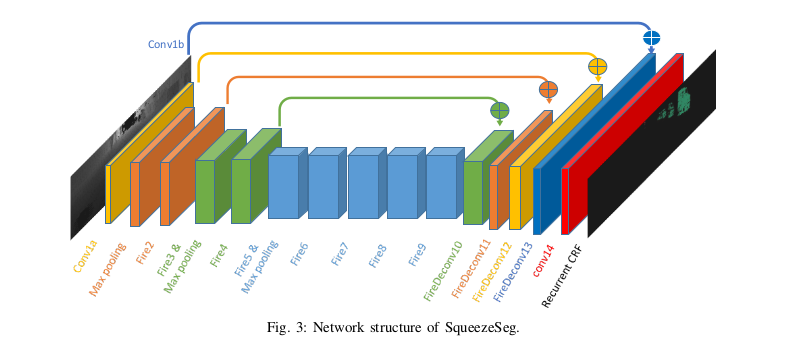 Conv1b
Conv1a
Max pooling
Fire2
Fire3 &
Max pooling
Fire4
Fire5 &
Max pooling
Fire6
Fire7
Fire8
Fire9
FireDeconv10
FireDeconv11
FireDeconv12
FireDeconv13
conv14
Recurrent CRF
Fig. 3: Network structure of SqueezeSeg.